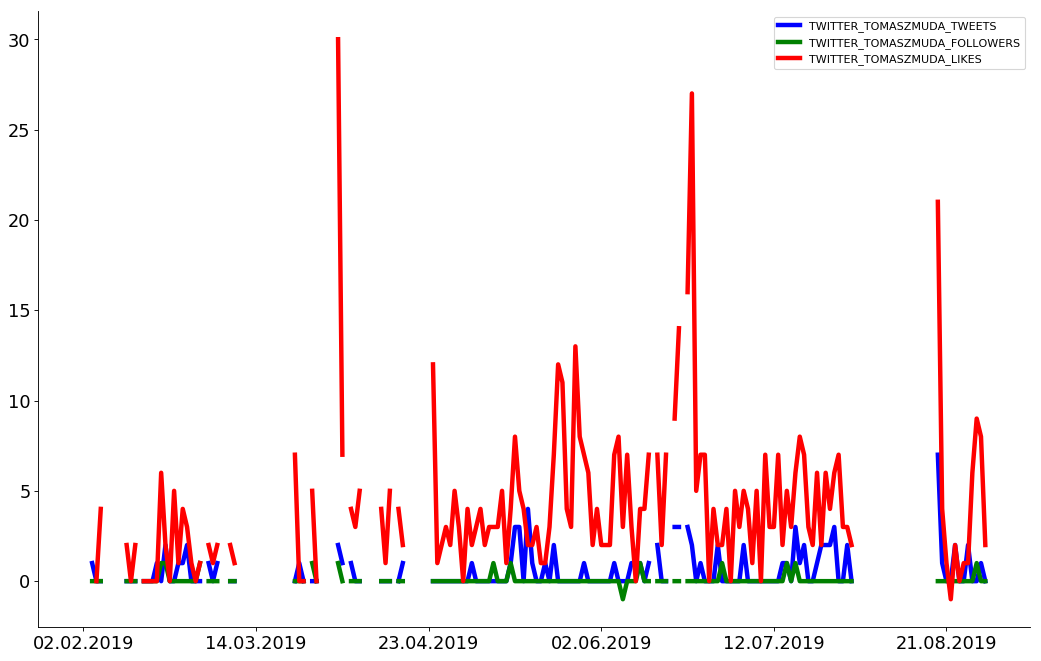 TWITTER_TOMASZMUDA_TWEETS
TWITTER_TOMASZMUDA_FOLLOWERS
TWITTER_TOMASZMUDA_LIKES
30
25
20
15
10
5
0
02.02.2019 14.03.2019 23.04.2019 02.06.2019 12.07.2019 21.08.2019